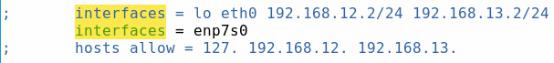 ; interfaces = lo eth0 192.168.12.2/24 192.168.13.2/24
interfaces = enp7s0
; hosts allow = 127. 192.168.12. 192.168.13.